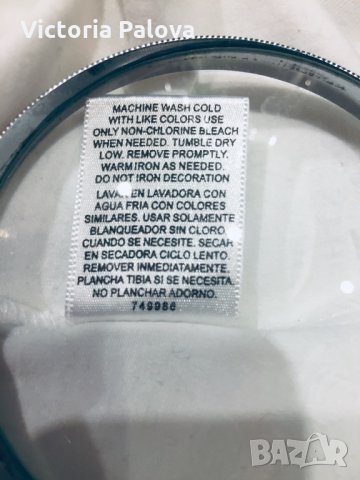 Victoria Palova
MACHINE WASH COLD
WITH LIKE COLORS USE
ONLY NON-CHLORINE BLEACH
WHEN NEEDED. TUMBLE DRY
LOW. REMOVE PROMPTLY.
WARM IRON AS NEEDED.
DO NOT IRON DECORATION
LAVAR EN LAVADORA CON
AGUA FRIA CON COLORES
SIMILARES. USAR SOLAMENTE
BLANQUEADOR SIN CLORO.
CUANDO SE NECESITE. SECAR
EN SECADORA CICLO LENTO.
REMOVER INMEDIATAMENTE.
PLANCHA TIBIA SI SE NECESITA.
NO PLANCHAR ADORNO.
749986
BAZAR
bazar.bg